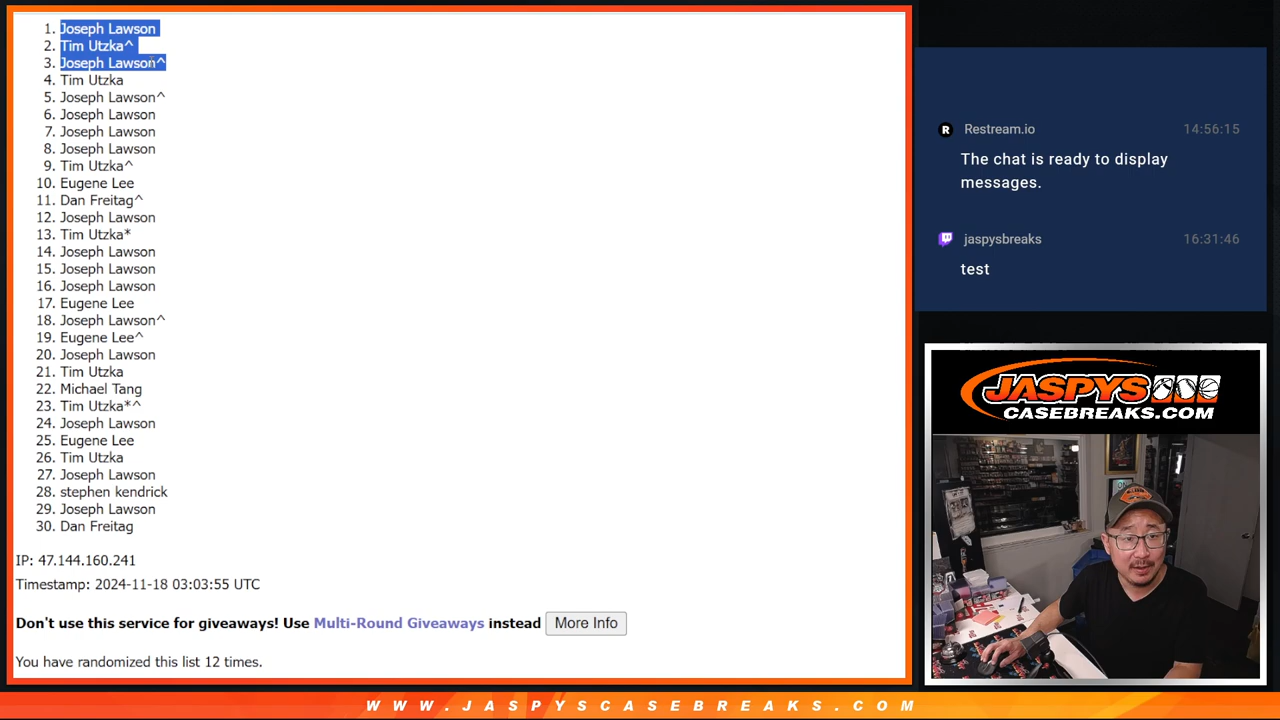 1. Joseph Lawson
2. Tim Utzka^
3. Joseph Lawson^
4. Tim Utzka
5. Joseph Lawson^
6. Joseph Lawson
7. Joseph Lawson
8. Joseph Lawson
9. Tim Utzka^
10. Eugene Lee
11. Dan Freitag^
12. Joseph Lawson
13. Tim Utzka*
14. Joseph Lawson
15. Joseph Lawson
16. Joseph Lawson
17. Eugene Lee
18. Joseph Lawson^
19. Eugene Lee^
20. Joseph Lawson
21. Tim Utzka
22. Michael Tang
23. Tim Utzka*^
24. Joseph Lawson
25. Eugene Lee
26. Tim Utzka
27. Joseph Lawson
28. stephen kendrick
29. Joseph Lawson
30. Dan Freitag
IP: 47.144.160.241
Timestamp: 2024-11-18 03:03:55 UTC
Don't use this service for giveaways! Use Multi-Round Giveaways instead More Info
You have randomized this list 12 times.
R Restream.io 14:56:15
The chat is ready to display
messages.
jaspysbreaks 16:31:46
test
JASPYS
CASEBREAKS.COM
WWW.JASPYSCASEBREAKS.COM